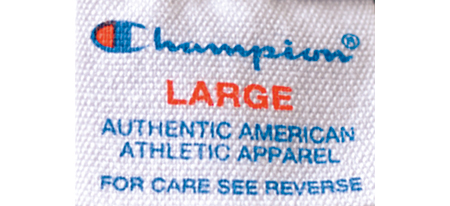 Champion®
LARGE
AUTHENTIC AMERICAN
ATHLETIC APPAREL
FOR CARE SEE REVERSE